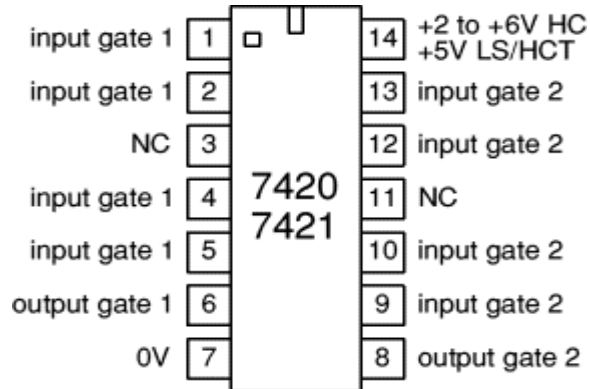 input gate 1 1
14 +2 to +6V HC
+5V LS/HCT
input gate 1 2
13 input gate 2
NC 3
12 input gate 2
7420
7421
input gate 1 4
11 NC
input gate 1 5
10 input gate 2
output gate 1 6
9 input gate 2
0V 7
8 output gate 2